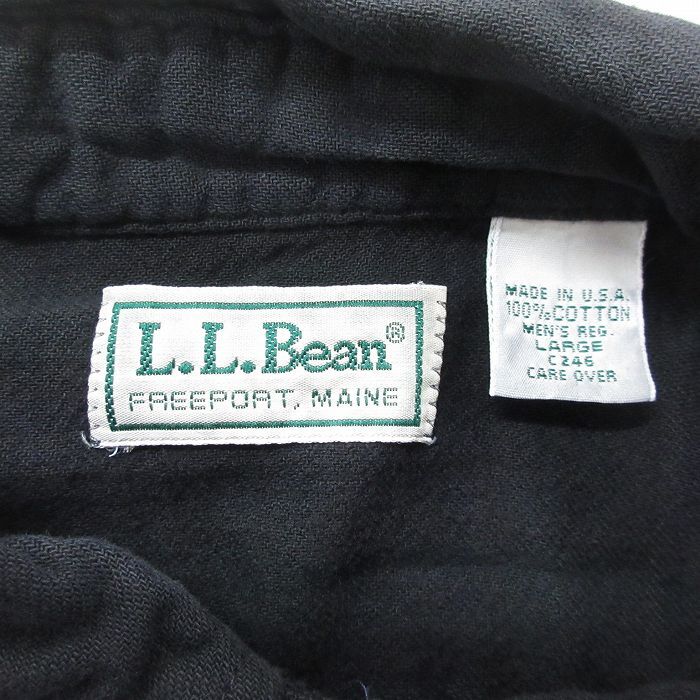 L.L.Bean®
FREEPORT, MAINE
MADE IN U.S.A.
100% COTTON
MEN'S REG.
LARGE
C246
CARE OVER